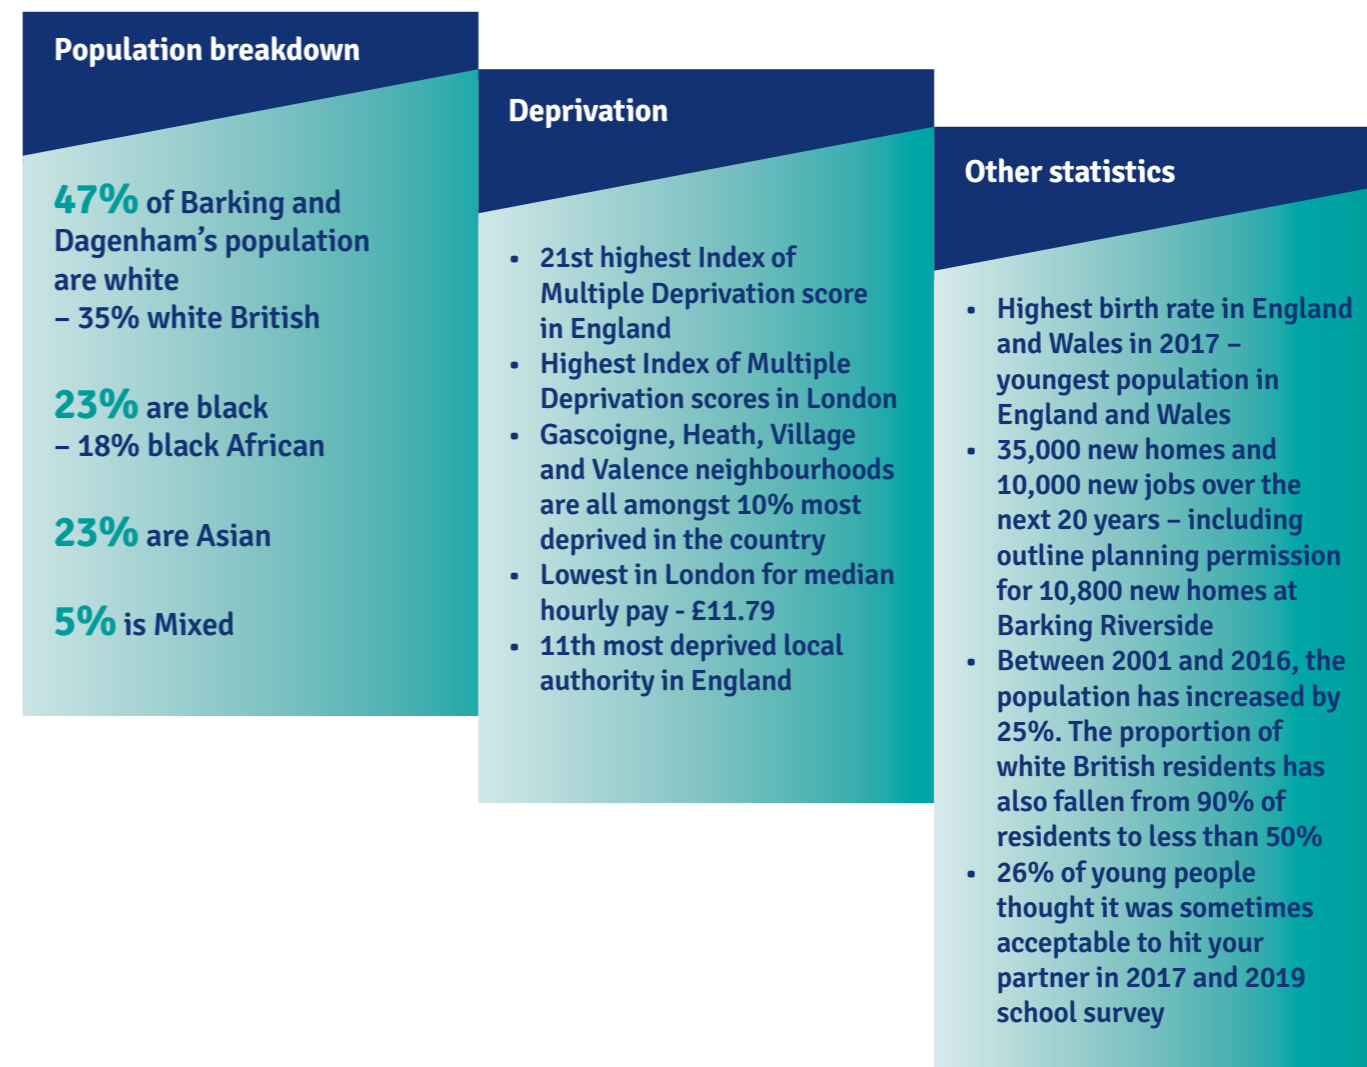 Population breakdown
47% of Barking and
Dagenham’s population
are white
– 35% white British
23% are black
– 18% black African
23% are Asian
5% is Mixed
Deprivation
• 21st highest Index of
Multiple Deprivation score
in England
• Highest Index of Multiple
Deprivation scores in London
• Gascoigne, Heath, Village
and Valence neighbourhoods
are all amongst 10% most
deprived in the country
• Lowest in London for median
hourly pay - £11.79
• 11th most deprived local
authority in England
Other statistics
• Highest birth rate in England
and Wales in 2017 –
youngest population in
England and Wales
• 35,000 new homes and
10,000 new jobs over the
next 20 years – including
outline planning permission
for 10,800 new homes at
Barking Riverside
• Between 2001 and 2016, the
population has increased by
25%. The proportion of
white British residents has
also fallen from 90% of
residents to less than 50%
• 26% of young people
thought it was sometimes
acceptable to hit your
partner in 2017 and 2019
school survey